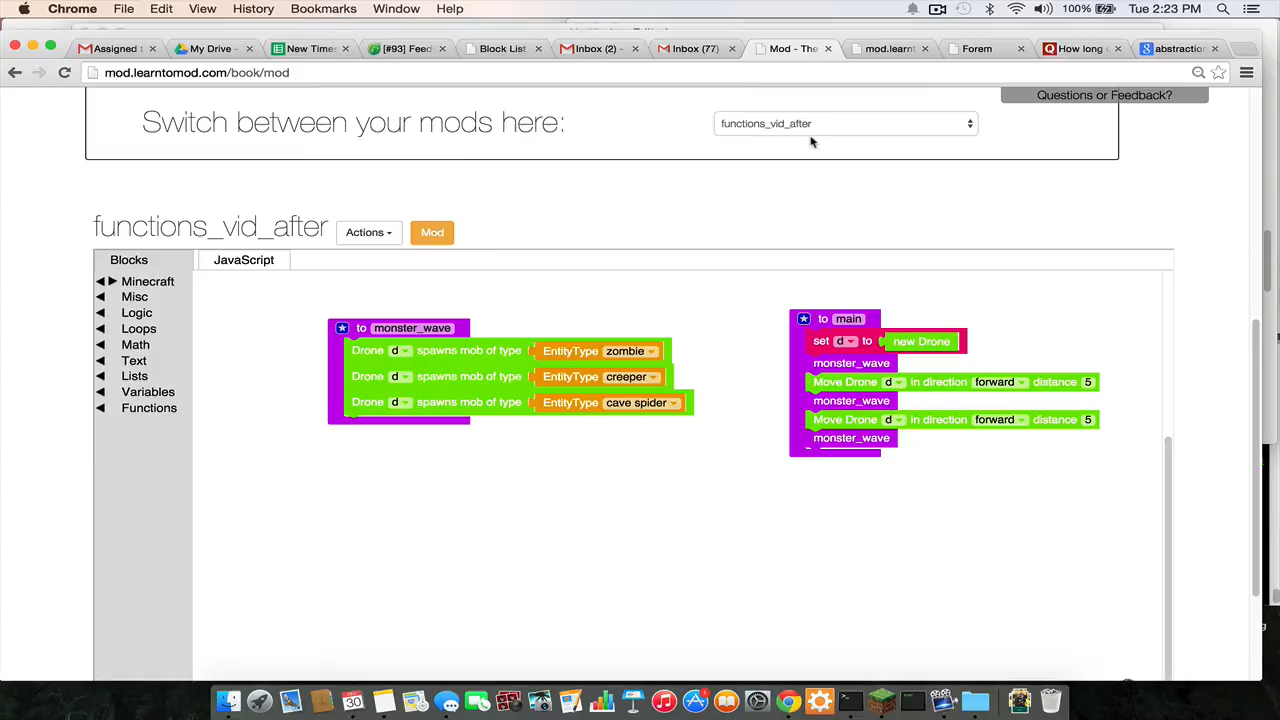 Chrome File Edit View History Bookmarks Window Help 100% Tue 2:23 PM
Assigned My Drive - New Time [#93] Feed Block List Inbox (2) - Inbox (77) Mod - The mod.learnt Forem How long abstraction
mod.learntomod.com/book/mod
Questions or Feedback?
Switch between your mods here: functions_vid_after
functions_vid_after Actions Mod
Blocks JavaScript
Minecraft
Misc
Logic
Loops
Math
Text
Lists
Variables
Functions
to monster_wave
Drone d spawns mob of type EntityType zombie
Drone d spawns mob of type EntityType creeper
Drone d spawns mob of type EntityType cave spider
to main
set d to new Drone
monster_wave
Move Drone d in direction forward distance 5
monster_wave
Move Drone d in direction forward distance 5
monster_wave
30